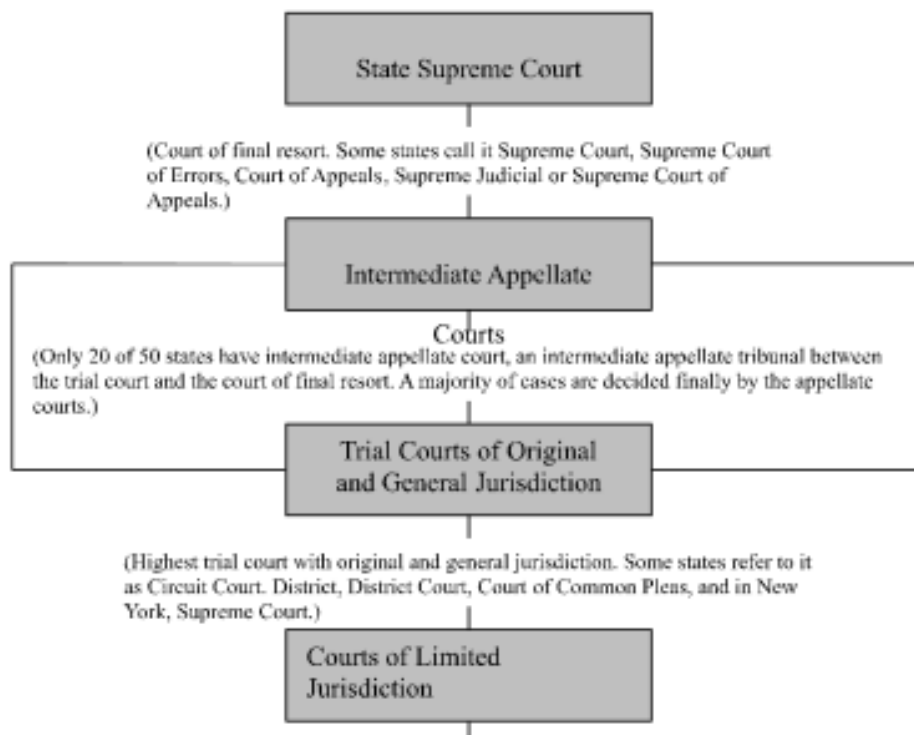 State Supreme Court
(Court of final resort. Some states call it Supreme Court, Supreme Court
of Errors, Court of Appeals, Supreme Judicial or Supreme Court of
Appeals.)
Intermediate Appellate
Courts
(Only 20 of 50 states have intermediate appellate court, an intermediate appellate tribunal between
the trial court and the court of final resort. A majority of cases are decided finally by the appellate
courts.)
Trial Courts of Original
and General Jurisdiction
(Highest trial court with original and general jurisdiction. Some states refer to it
as Circuit Court. District, District Court, Court of Common Pleas, and in New
York, Supreme Court.)
Courts of Limited
Jurisdiction